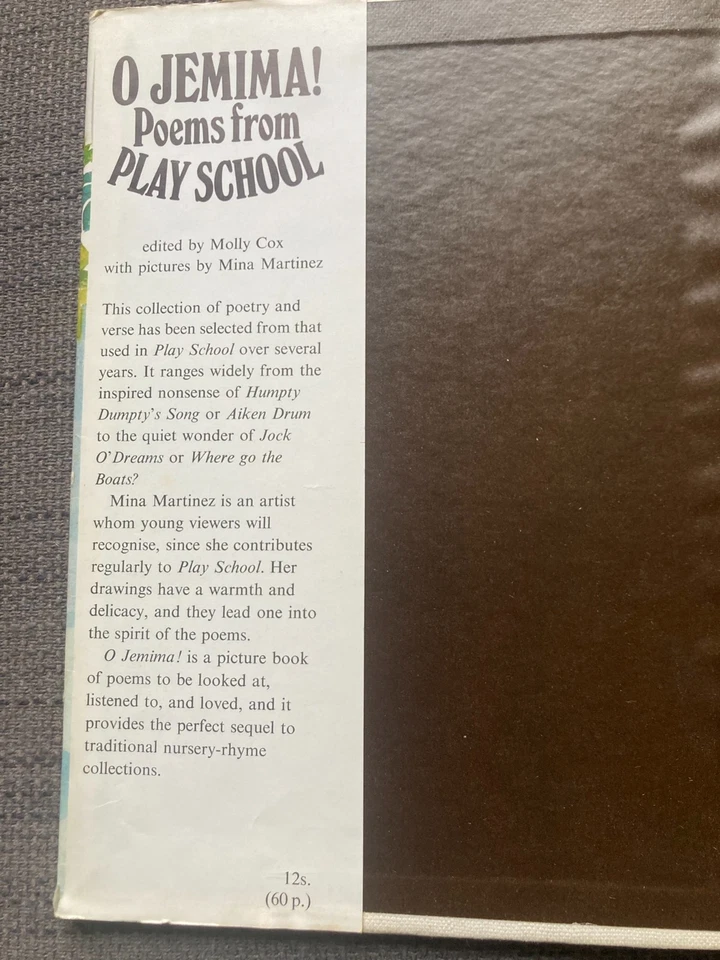 O JEMIMA!
Poems from
PLAY SCHOOL
edited by Molly Cox
with pictures by Mina Martinez
This collection of poetry and
verse has been selected from that
used in Play School over several
years. It ranges widely from the
inspired nonsense of Humpty
Dumpty's Song or Aiken Drum
to the quiet wonder of Jock
O'Dreams or Where go the
Boats?
Mina Martinez is an artist
whom young viewers will
recognise, since she contributes
regularly to Play School. Her
drawings have a warmth and
delicacy, and they lead one into
the spirit of the poems.
O Jemima! is a picture book
of poems to be looked at,
listened to, and loved, and it
provides the perfect sequel to
traditional nursery-rhyme
collections.
12s.
(60 p.)